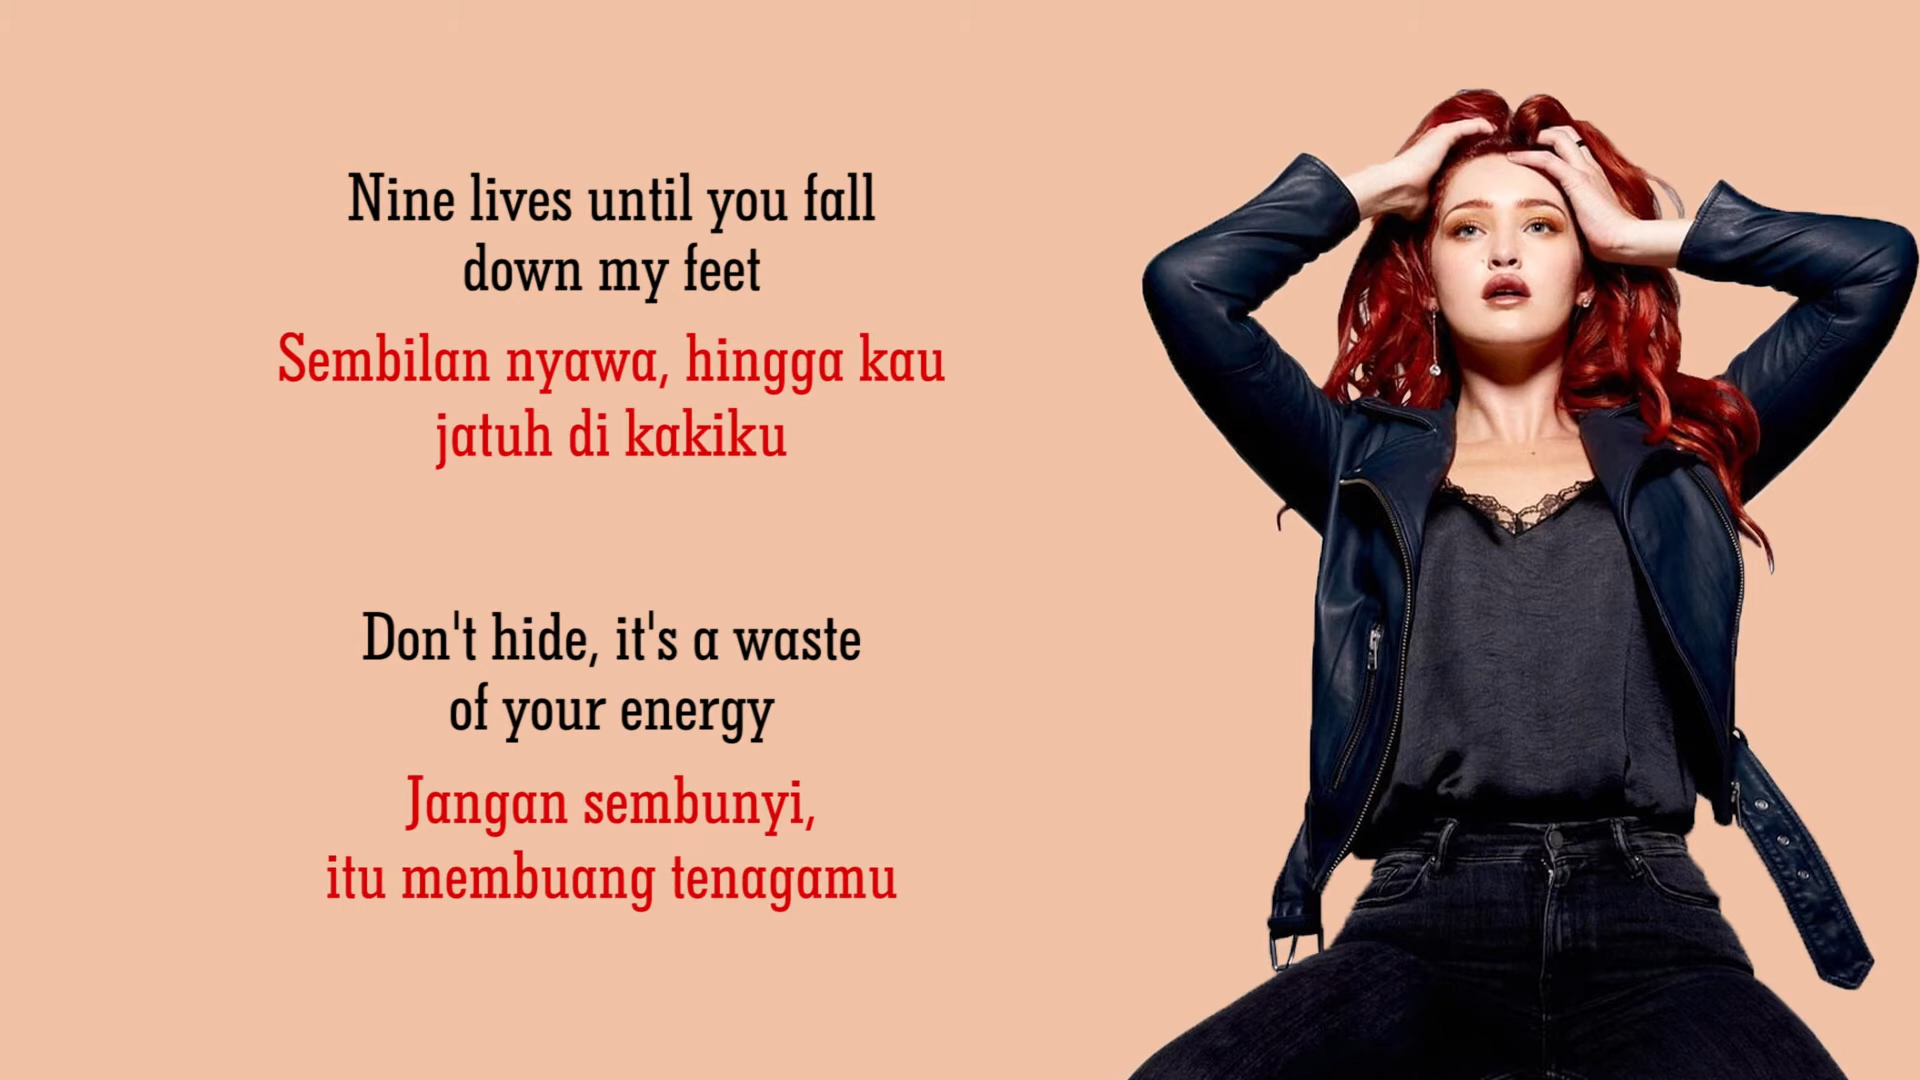 Nine lives until you fall
down my feet
Sembilan nyawa, hingga kau
jatuh di kakiku
Don't hide, it's a waste
of your energy
Jangan sembunyi,
itu membuang tenagamu